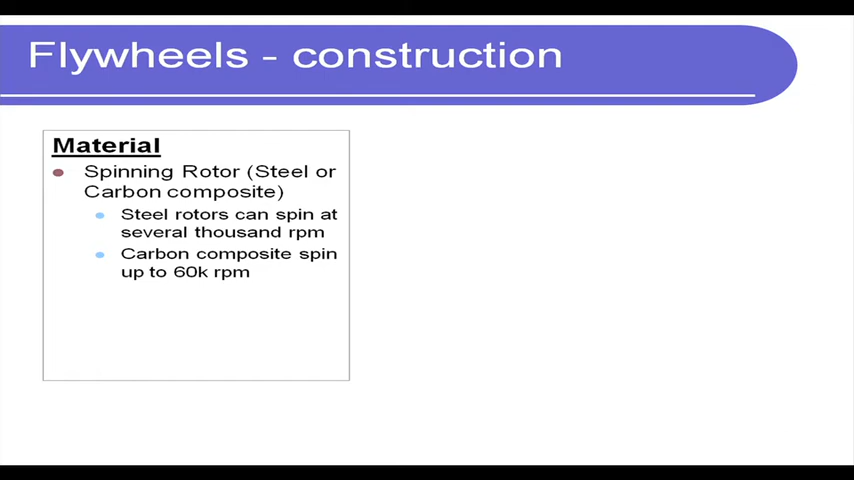 Flywheels - construction
Material
Spinning Rotor (Steel or
Carbon composite)
Steel rotors can spin at
several thousand rpm
Carbon composite spin
up to 60k rpm